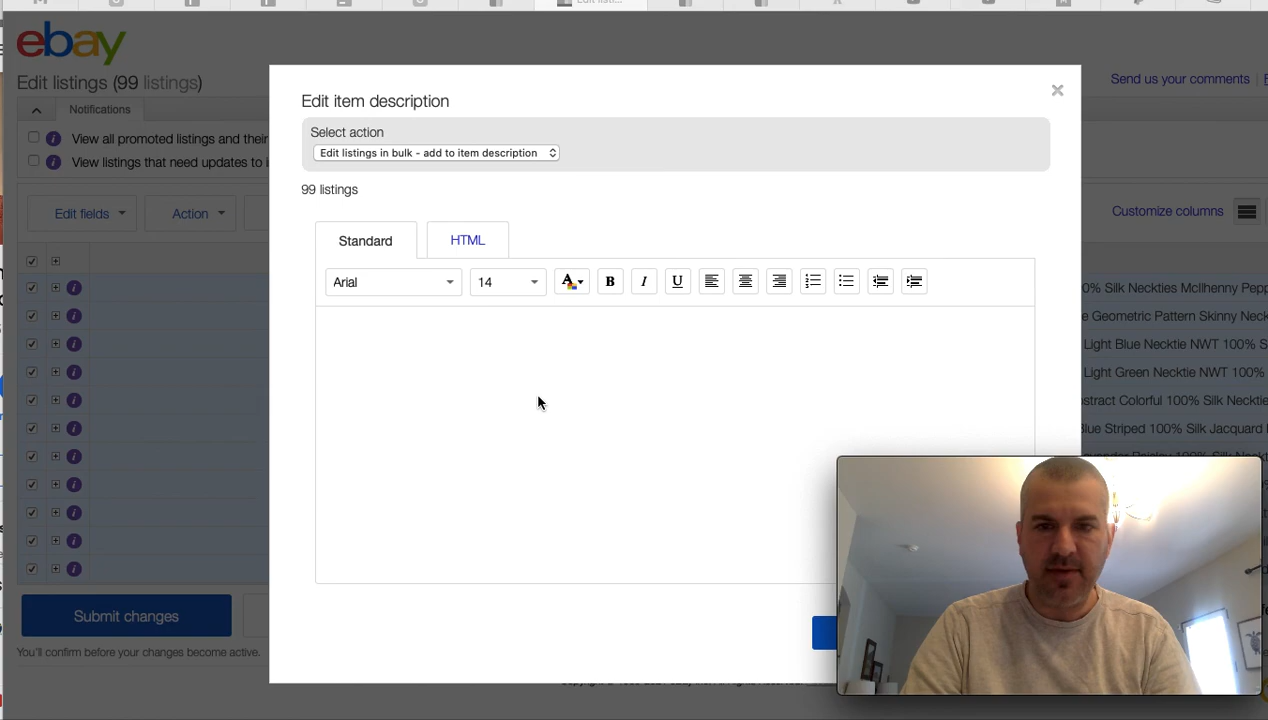 Edit listi...
ebay
Edit listings (99 listings)
Send us your comments
Notifications
View all promoted listings and their
View listings that need updates to
Edit fields
Action
Customize columns
Edit item description
Select action
Edit listings in bulk - add to item description
99 listings
Standard
HTML
Arial
14
A
B
I
U
0% Silk Neckties McIlhenny Pepp
e Geometric Pattern Skinny Neck
Light Blue Necktie NWT 100% S
Light Green Necktie NWT 100%
stract Colorful 100% Silk Necktie
Blue Striped 100% Silk Jacquard
Submit changes
You'll confirm before your changes become active.